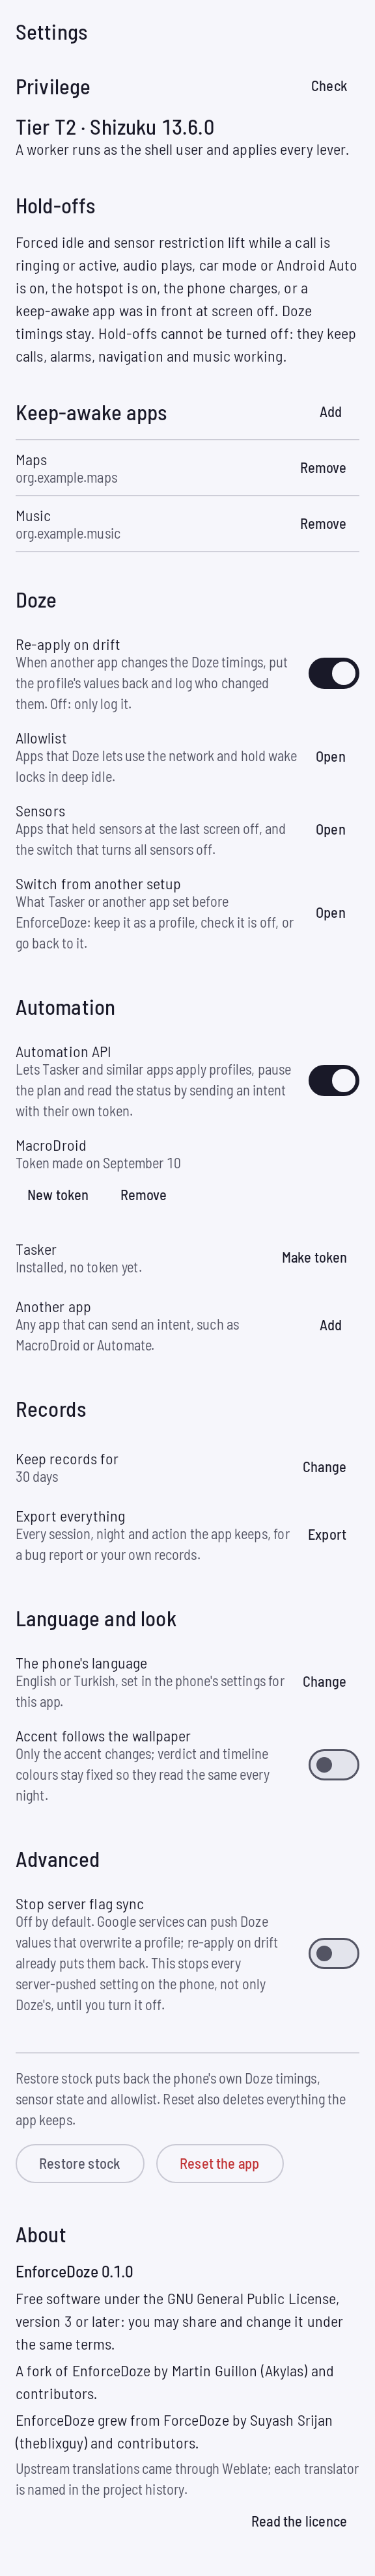 Settings
Privilege
Check
Tier T2 · Shizuku 13.6.0
A worker runs as the shell user and applies every lever.
Hold-offs
Forced idle and sensor restriction lift while a call is
ringing or active, audio plays, car mode or Android Auto
is on, the hotspot is on, the phone charges, or a
keep-awake app was in front at screen off. Doze
timings stay. Hold-offs cannot be turned off: they keep
calls, alarms, navigation and music working.
Keep-awake apps
Add
Maps
org.example.maps
Remove
Music
org.example.music
Remove
Doze
Re-apply on drift
When another app changes the Doze timings, put
the profile's values back and log who changed
them. Off: only log it.
Allowlist
Apps that Doze lets use the network and hold wake
locks in deep idle.
Open
Sensors
Apps that held sensors at the last screen off, and
the switch that turns all sensors off.
Open
Switch from another setup
What Tasker or another app set before
EnforceDoze: keep it as a profile, check it is off, or
go back to it.
Open
Automation
Automation API
Lets Tasker and similar apps apply profiles, pause
the plan and read the status by sending an intent
with their own token.
MacroDroid
Token made on September 10
New token
Remove
Tasker
Installed, no token yet.
Make token
Another app
Any app that can send an intent, such as
MacroDroid or Automate.
Add
Records
Keep records for
30 days
Change
Export everything
Every session, night and action the app keeps, for
a bug report or your own records.
Export
Language and look
The phone's language
English or Turkish, set in the phone's settings for
this app.
Change
Accent follows the wallpaper
Only the accent changes; verdict and timeline
colours stay fixed so they read the same every
night.
Advanced
Stop server flag sync
Off by default. Google services can push Doze
values that overwrite a profile; re-apply on drift
already puts them back. This stops every
server-pushed setting on the phone, not only
Doze's, until you turn it off.
Restore stock puts back the phone's own Doze timings,
sensor state and allowlist. Reset also deletes everything the
app keeps.
Restore stock
Reset the app
About
EnforceDoze 0.1.0
Free software under the GNU General Public License,
version 3 or later: you may share and change it under
the same terms.
A fork of EnforceDoze by Martin Guillon (Akylas) and
contributors.
EnforceDoze grew from ForceDoze by Suyash Srijan
(theblixguy) and contributors.
Upstream translations came through Weblate; each translator
is named in the project history.
Read the licence